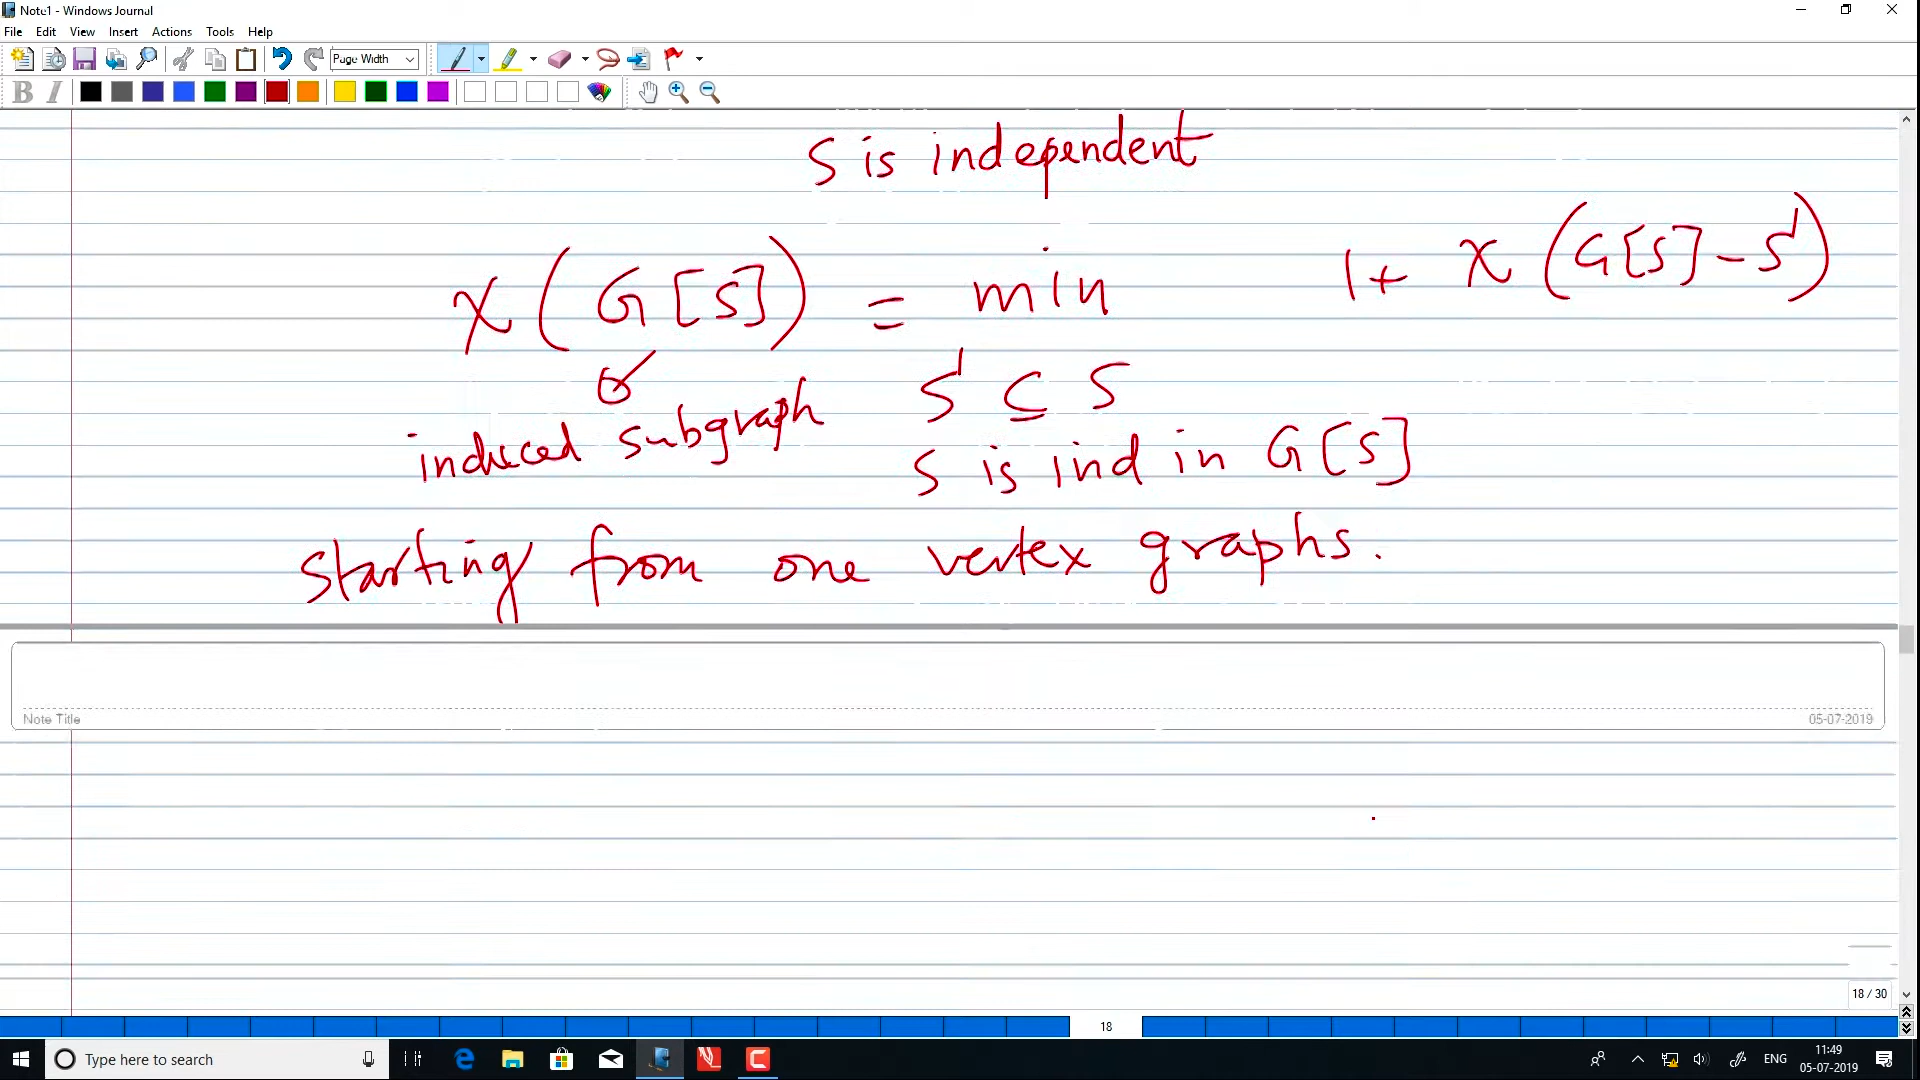 Note1 - Windows Journal
File Edit View Insert Actions Tools Help
Page Width
B I
S is independent
χ(G[S]) = min 1+ χ(G[S]-S')
S' ⊆ S
induced subgraph
S is ind in G[S]
Starting from one vertex graphs.
Note Title 05-07-2019
18 / 30
18
Type here to search
ENG
11:49
05-07-2019